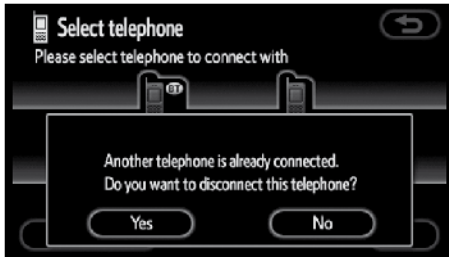 Select telephone
Please select telephone to connect with
BT
Another telephone is already connected.
Do you want to disconnect this telephone?
Yes
No